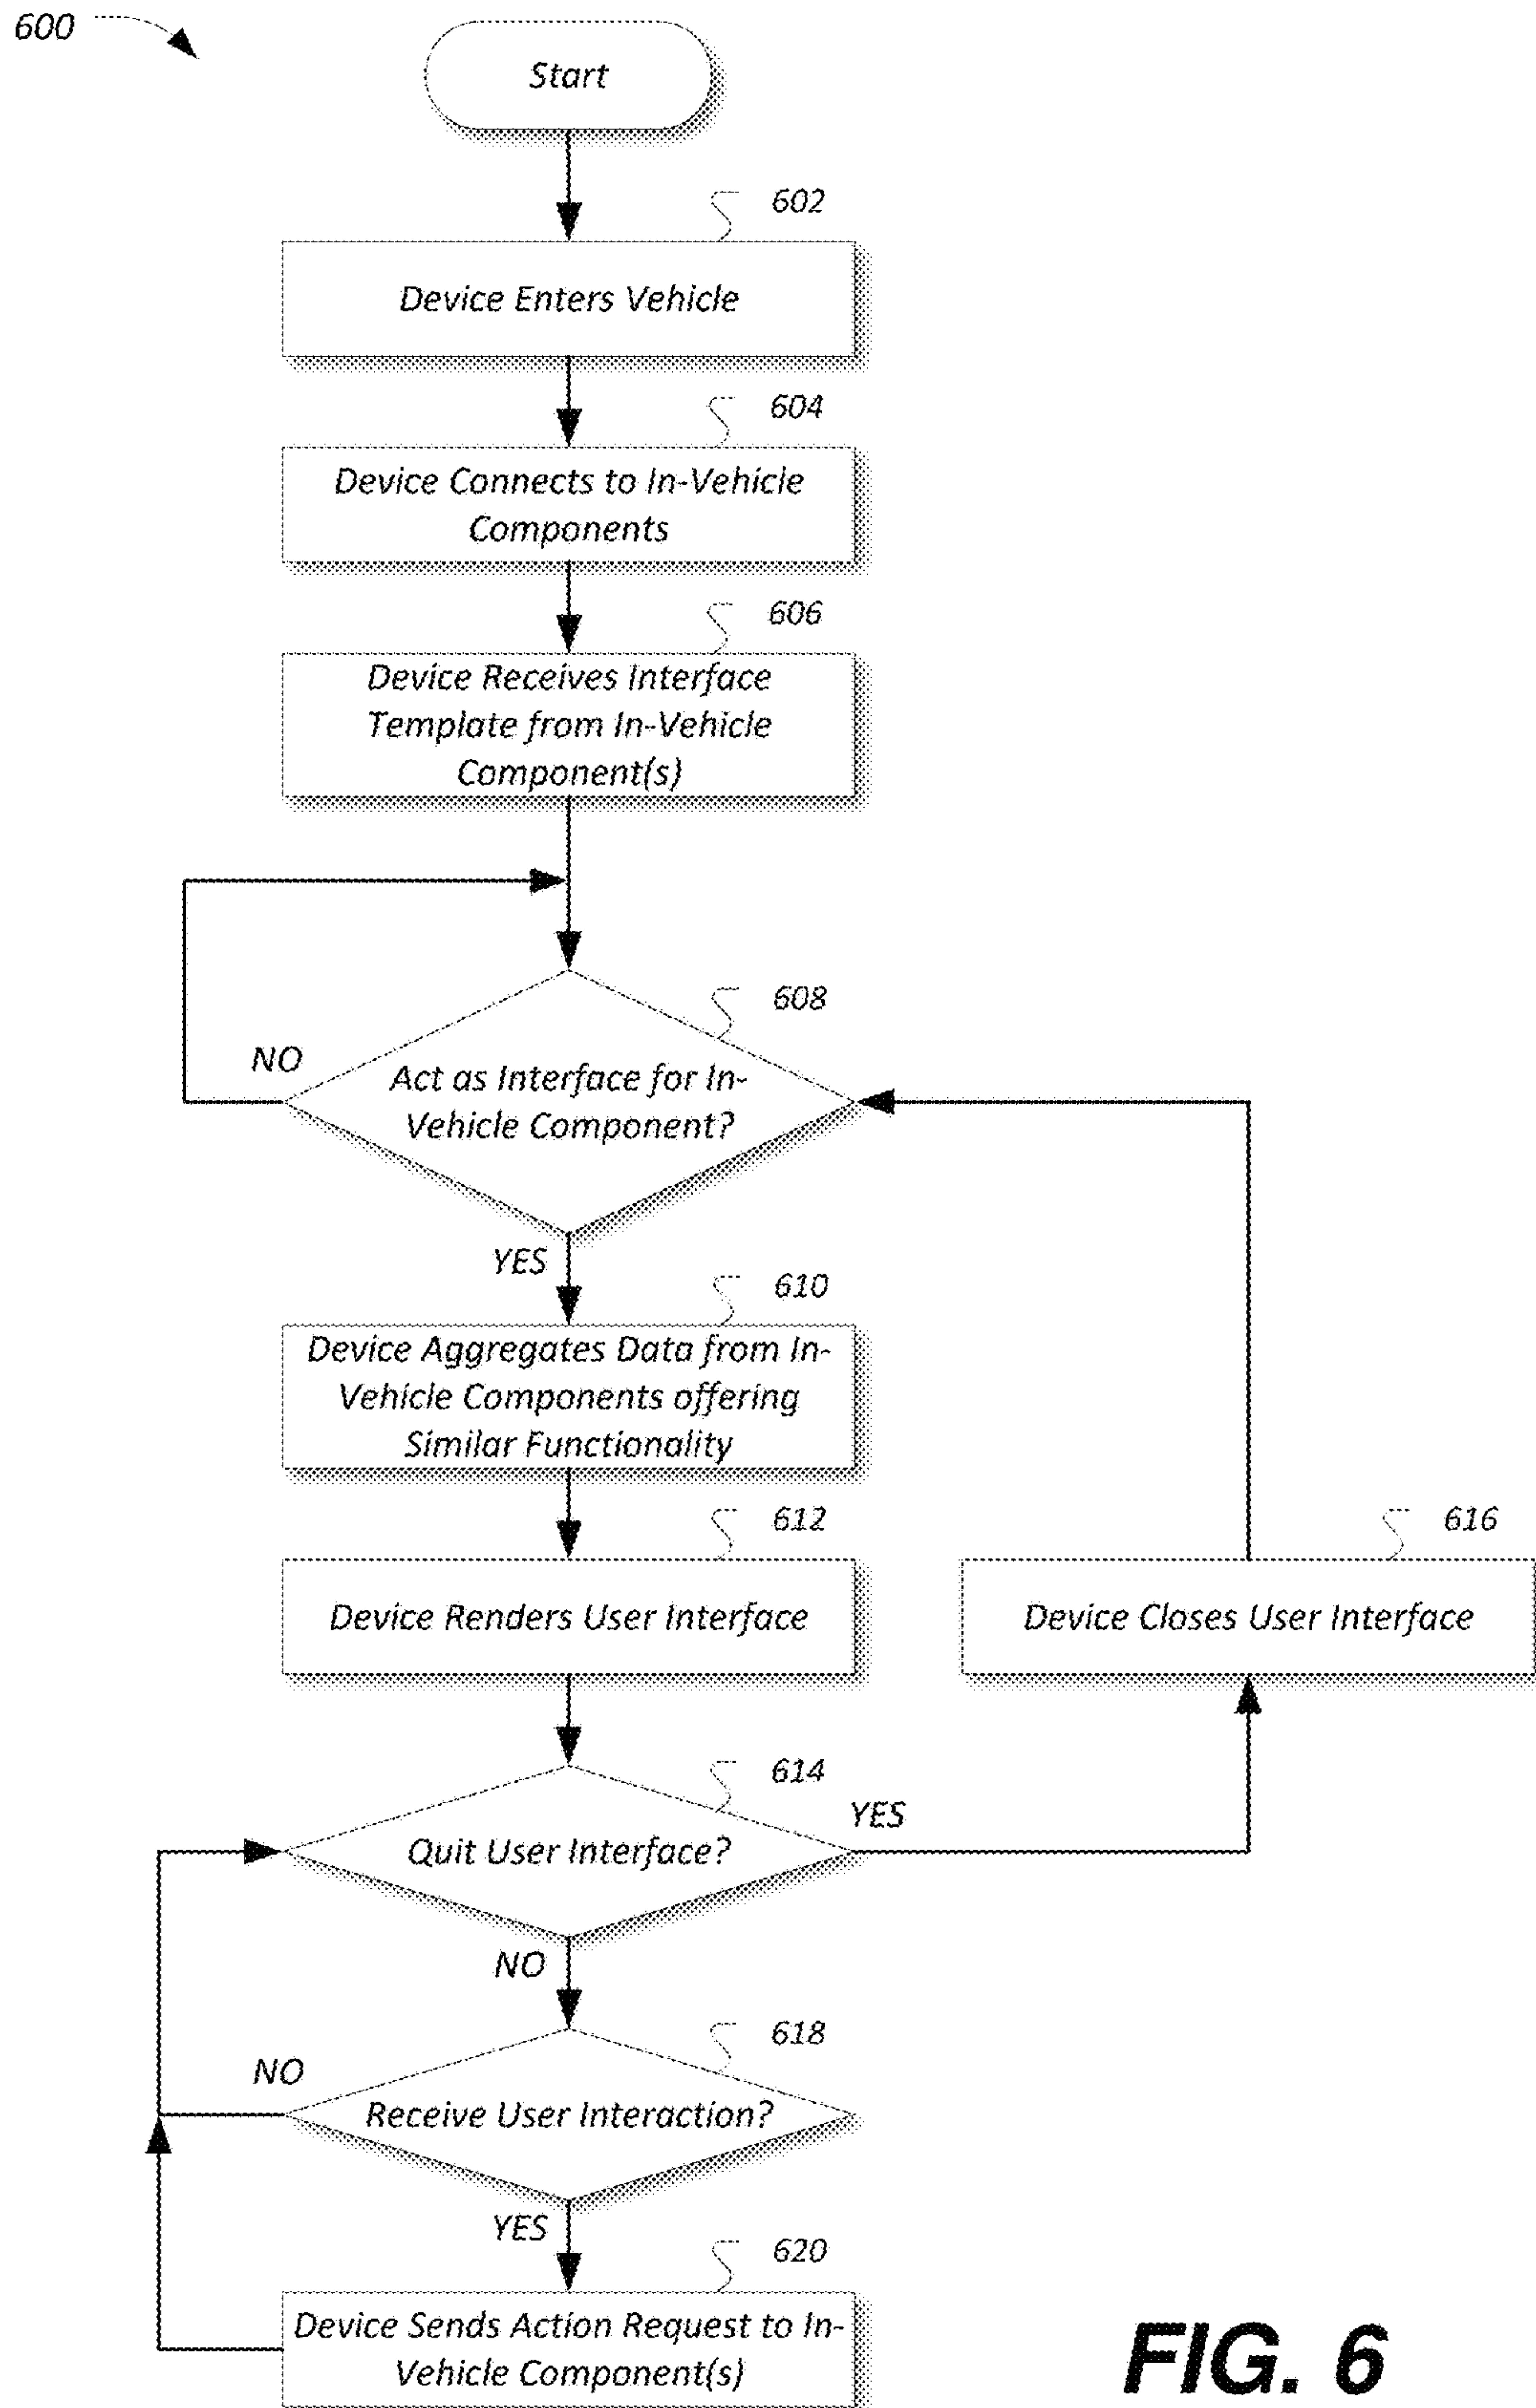 600
Start
602
Device Enters Vehicle
604
Device Connects to In-Vehicle
Components
606
Device Receives Interface
Template from In-Vehicle
Component(s)
608
NO
Act as Interface for In-
Vehicle Component?
YES
610
Device Aggregates Data from In-
Vehicle Components offering
Similar Functionality
612
Device Renders User Interface
616
Device Closes User Interface
614
YES
Quit User Interface?
NO
618
NO
Receive User Interaction?
YES
620
Device Sends Action Request to In-
Vehicle Component(s)
FIG. 6